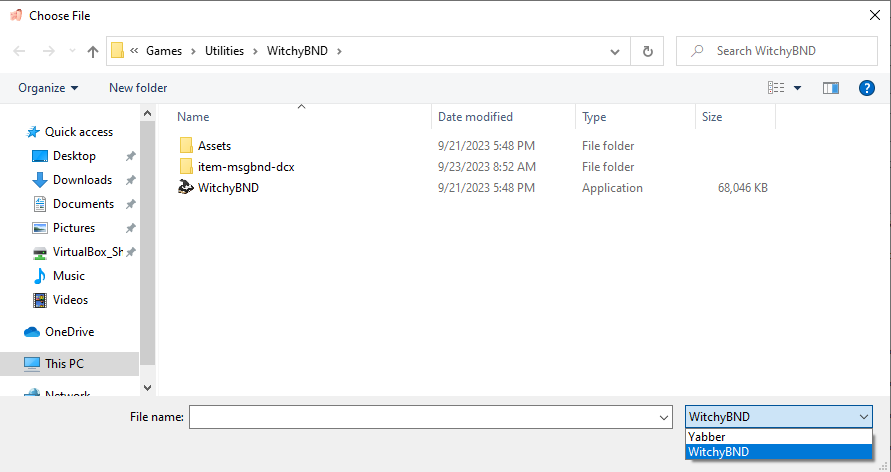 Choose File
« Games › Utilities › WitchyBND ›
Search WitchyBND
Organize
New folder
Name
Date modified
Type
Size
Quick access
Desktop
Downloads
Documents
Pictures
VirtualBox_Sh
Music
Videos
OneDrive
This PC
Network
Assets 9/21/2023 5:48 PM File folder
item-msgbnd-dcx 9/23/2023 8:52 AM File folder
WitchyBND 9/21/2023 5:48 PM Application 68,046 KB
File name:
WitchyBND
Yabber
WitchyBND